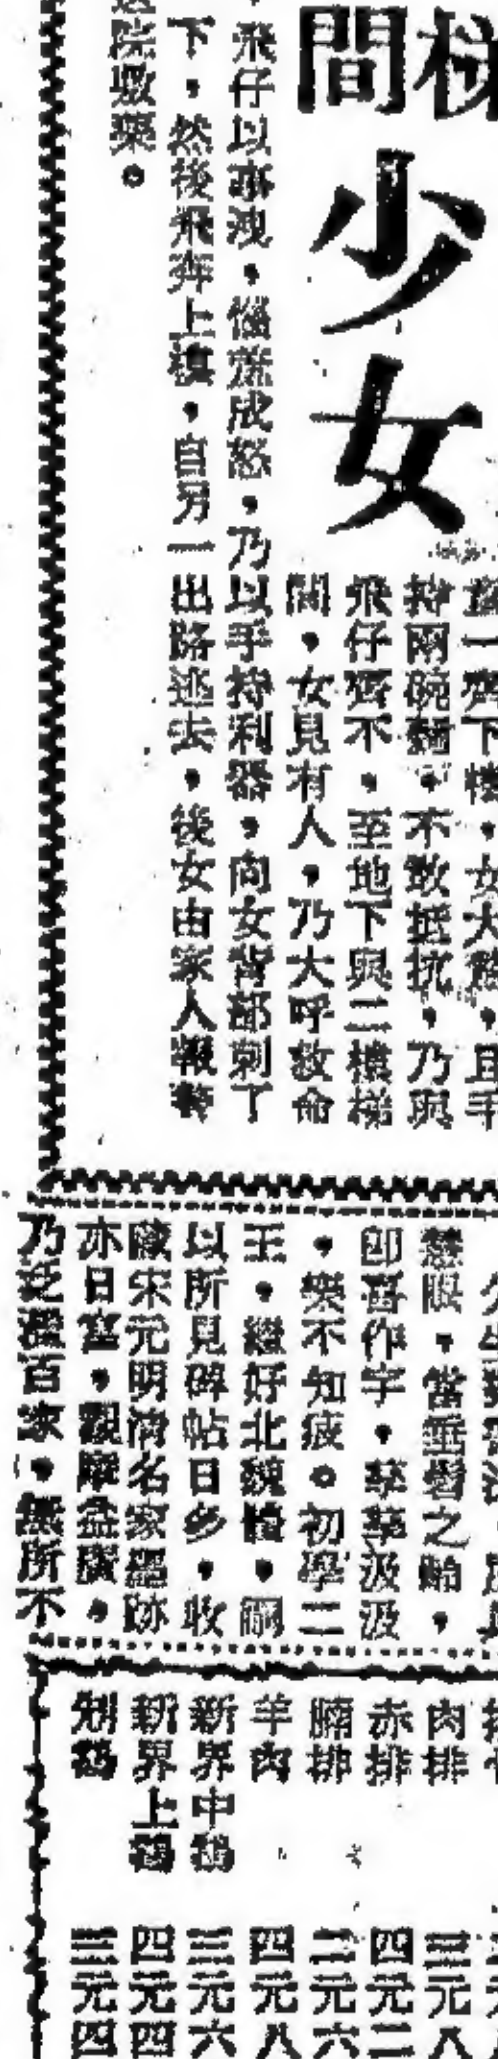 梯
間
少女
一齊下樓，女大驚，且手
持兩碗麵，不敢抵抗，乃與
飛仔齊下，至地下與二樓梯
間，女見有人，乃大呼救命
，飛仔以事洩，惱羞成怒，乃以手持利器，向女背部刺了
下，然後飛奔上樓，自另一出路逃去，後女由家人報警
送院敷藥。
慧眼，當垂髫之齡，
即喜作字，孳孳汲汲
，樂不知疲。初學二
王，繼好北魏體，嗣
以所見碑帖日多，收
藏宋元明清名家墨跡
亦日富，觀摩益廣，
乃泛濫百家，無所不
肉排 三元八
赤排 四元二
腩排 二元六
羊肉 四元八
新界中鷄 三元六
新界上鷄 四元四
三元四